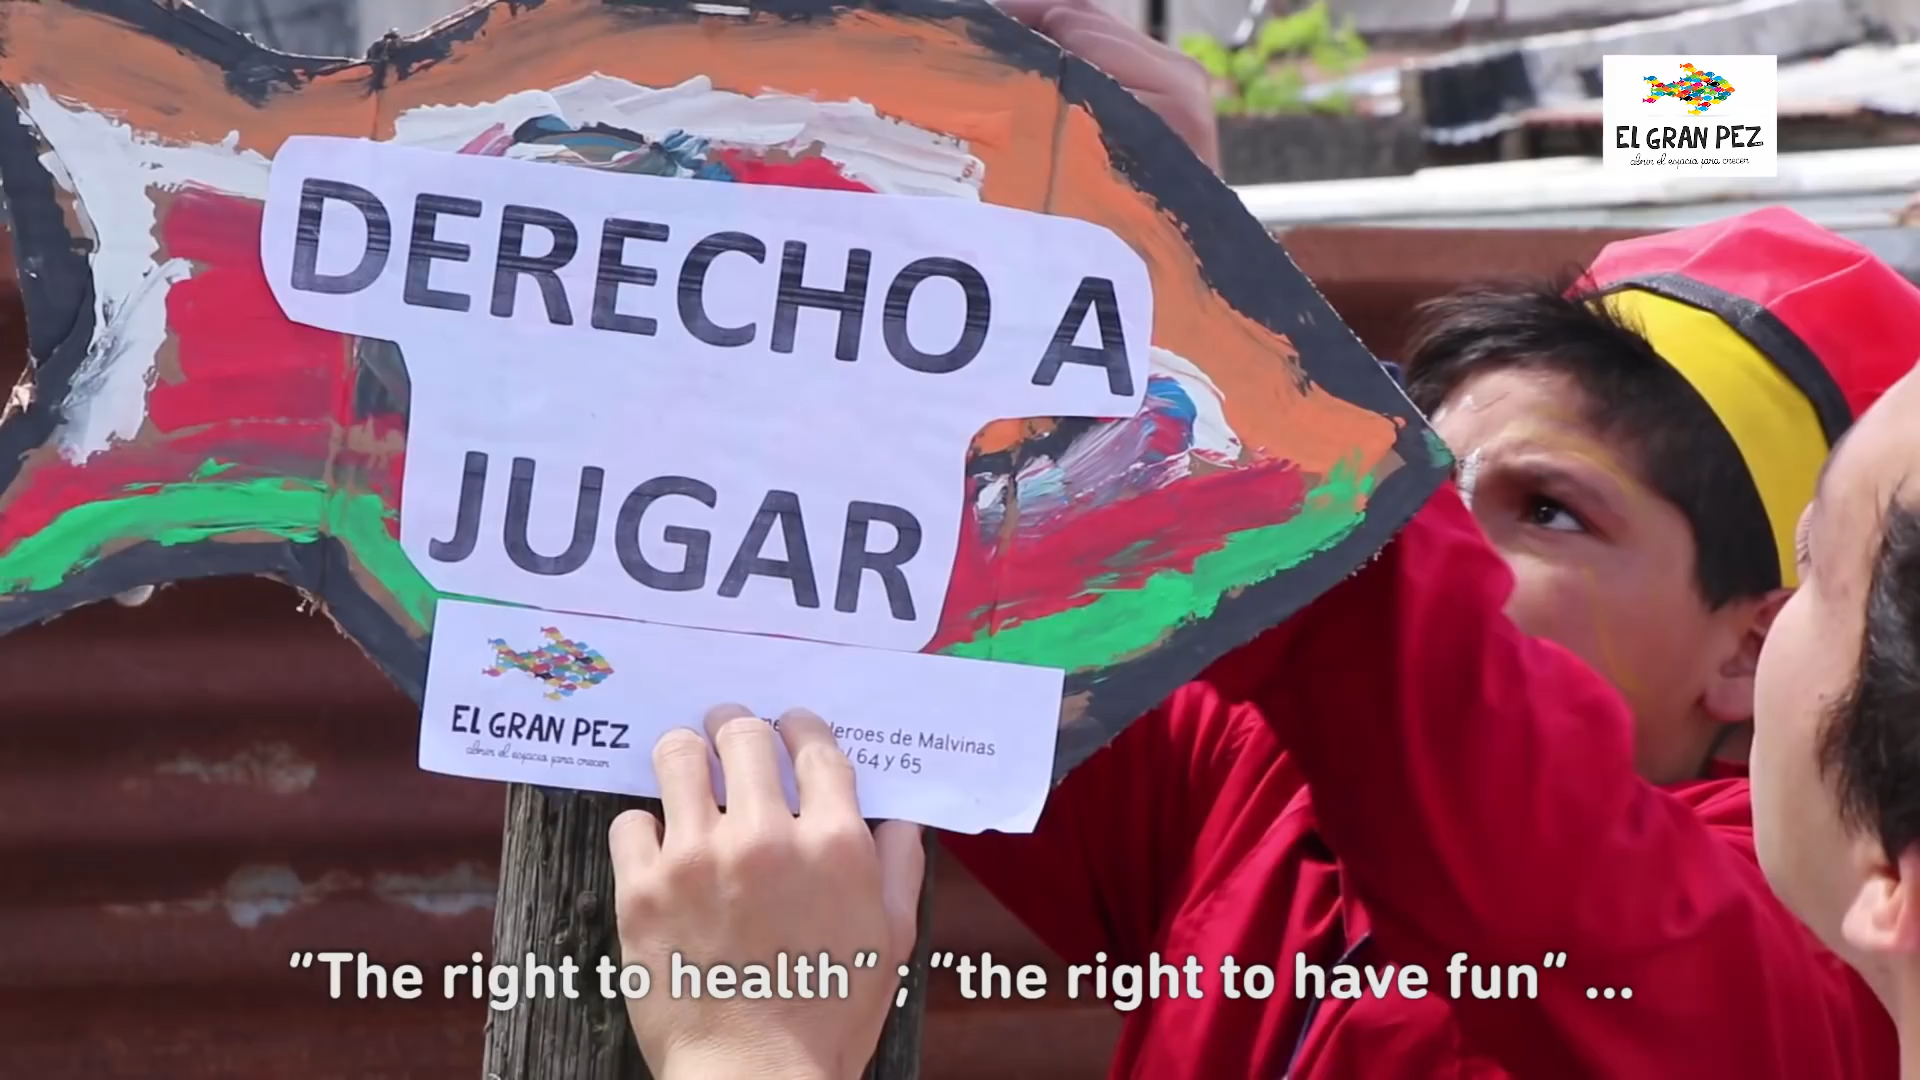 EL GRAN PEZ
abrir el espacio para crecer
DERECHO A
JUGAR
EL GRAN PEZ
abrir el espacio para crecer
Heroes de Malvinas
64 y 65
“The right to health” ; “the right to have fun” ...